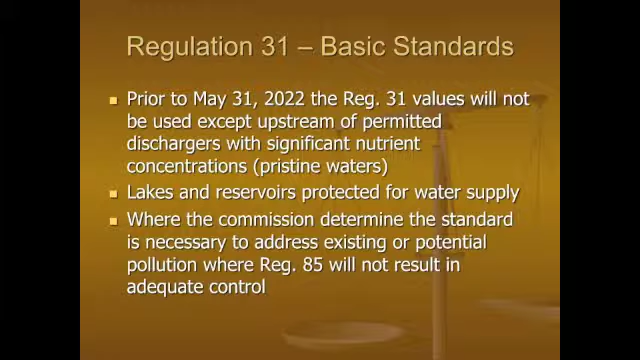 Regulation 31 – Basic Standards
Prior to May 31, 2022 the Reg. 31 values will not
be used except upstream of permitted
dischargers with significant nutrient
concentrations (pristine waters)
Lakes and reservoirs protected for water supply
Where the commission determine the standard
is necessary to address existing or potential
pollution where Reg. 85 will not result in
adequate control